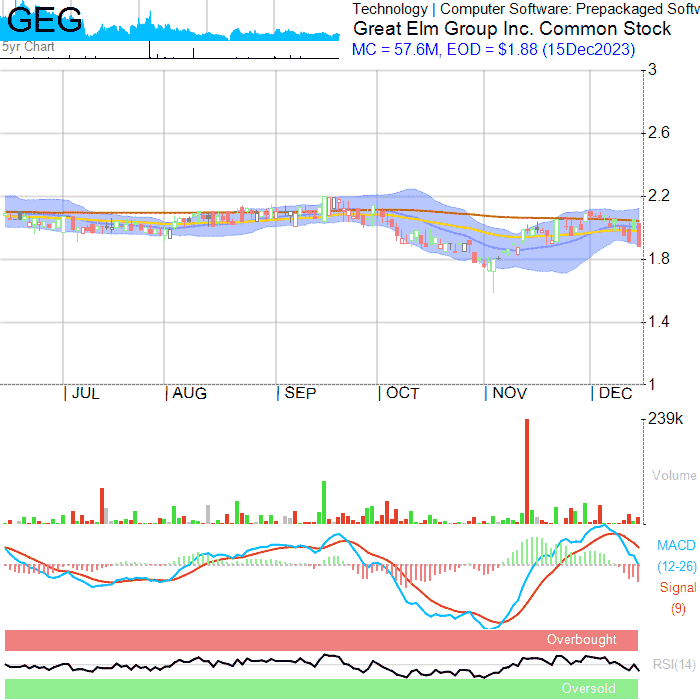 GEG
5yr Chart
Technology | Computer Software: Prepackaged Softw
Great Elm Group Inc. Common Stock
MC = 57.6M, EOD = $1.88 (15Dec2023)
3
2.6
2.2
1.8
1.4
1
| JUL | AUG | SEP | OCT | NOV | DEC
239k
Volume
MACD
(12-26)
Signal
(9)
Overbought
RSI(14)
Oversold